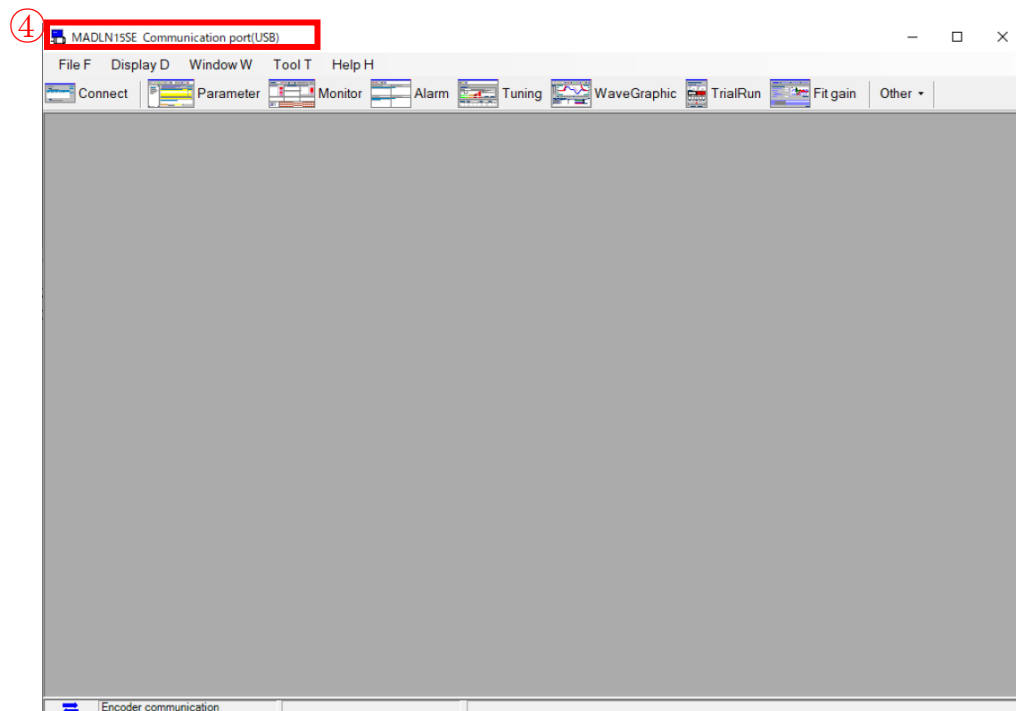 ④
MADLN15SE Communication port(USB)
File F Display D Window W Tool T Help H
Connect Parameter Monitor Alarm Tuning WaveGraphic TrialRun Fit gain Other
Encoder communication